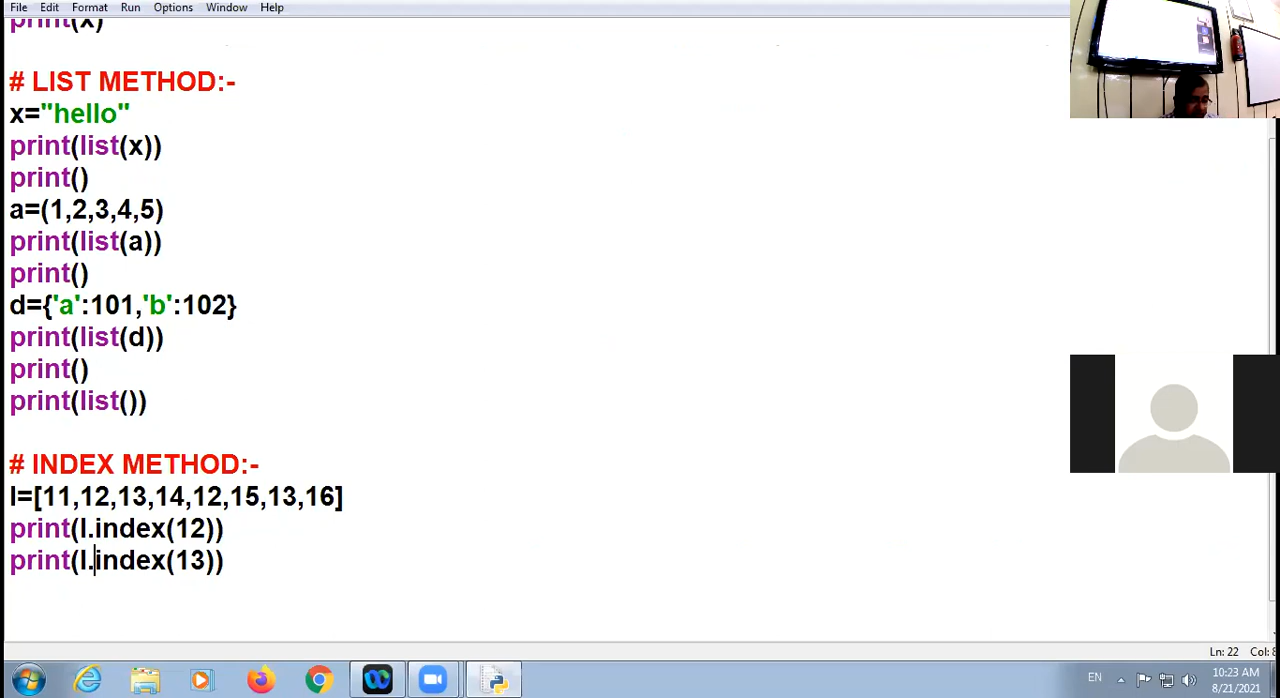 File Edit Format Run Options Window Help
print(x)
# LIST METHOD:-
x="hello"
print(list(x))
print()
a=(1,2,3,4,5)
print(list(a))
print()
d={'a':101,'b':102}
print(list(d))
print()
print(list())
# INDEX METHOD:-
l=[11,12,13,14,12,15,13,16]
print(l.index(12))
print(l.index(13))
Ln: 22 Col:
EN
10:23 AM
8/21/2021